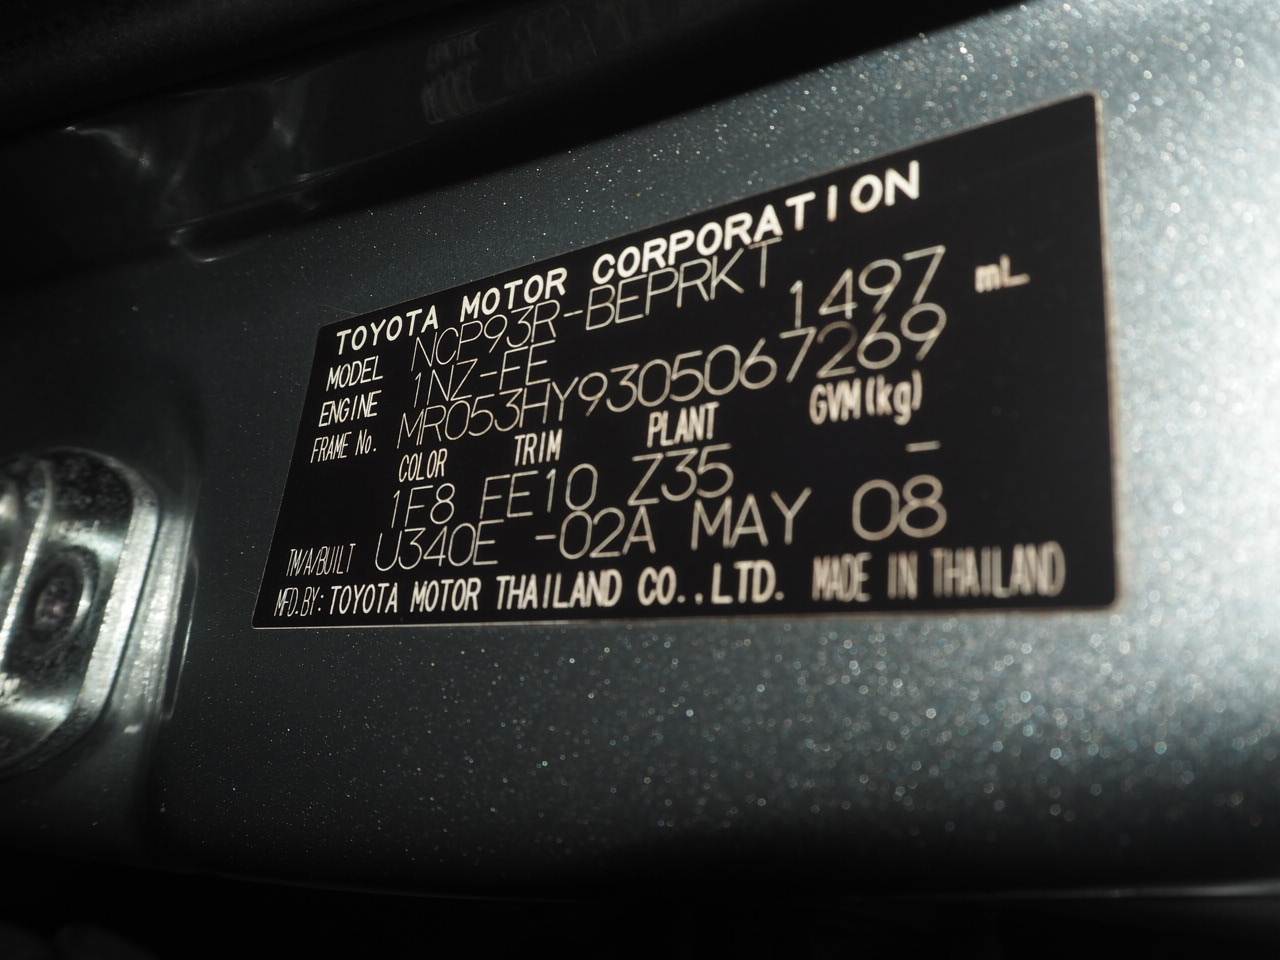 TOYOTA MOTOR CORPORATION
MODEL NCP93R-BEPRKT
ENGINE 1NZ-FE 1497 mL
FRAME No. MR053HY9305067269
COLOR TRIM PLANT GVM(kg)
1F8 FE10 Z35 –
TM/A/BUILT U340E -02A MAY 08
MFD.BY: TOYOTA MOTOR THAILAND CO.,LTD. MADE IN THAILAND